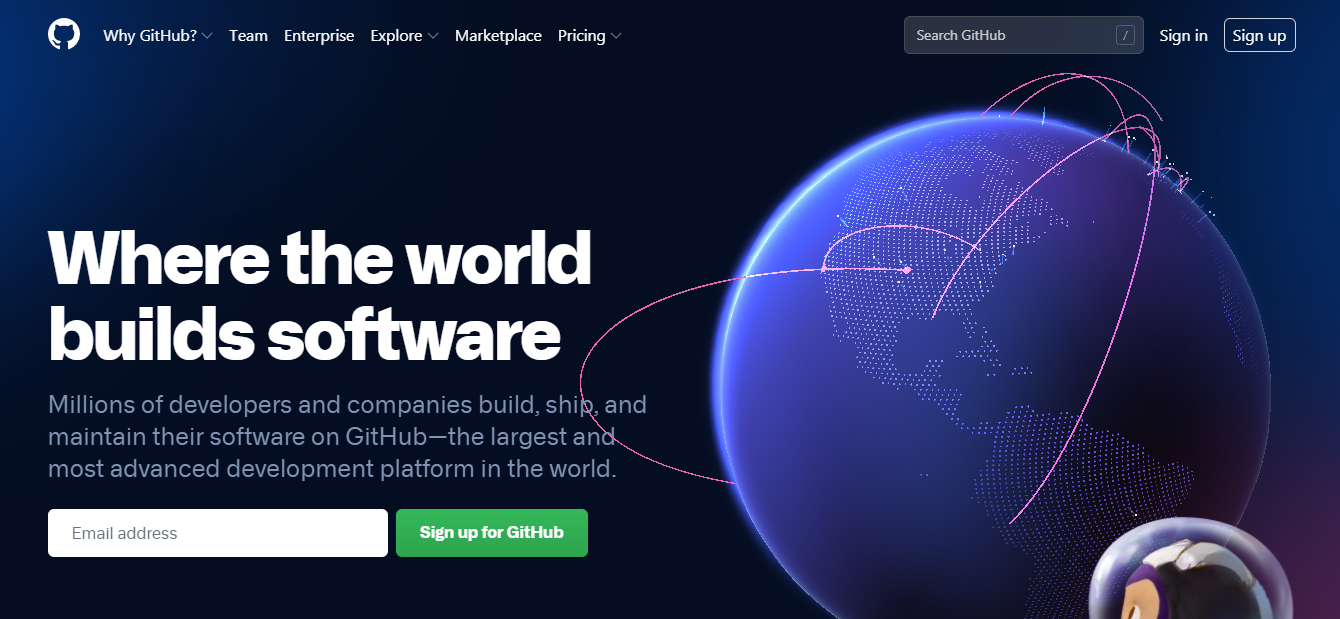 Why GitHub? Team Enterprise Explore Marketplace Pricing Search GitHub / Sign in Sign up
Where the world
builds software
Millions of developers and companies build, ship, and
maintain their software on GitHub—the largest and
most advanced development platform in the world.
Email address Sign up for GitHub